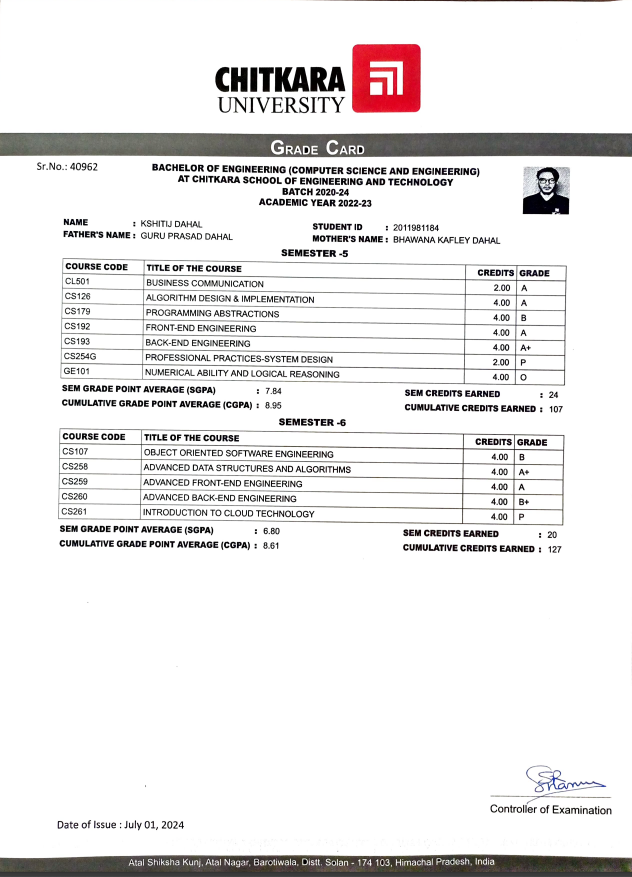 CHITKARA
UNIVERSITY
GRADE CARD
Sr.No.: 40962
BACHELOR OF ENGINEERING (COMPUTER SCIENCE AND ENGINEERING)
AT CHITKARA SCHOOL OF ENGINEERING AND TECHNOLOGY
BATCH 2020-24
ACADEMIC YEAR 2022-23
NAME : KSHITIJ DAHAL STUDENT ID : 2011981184
FATHER'S NAME : GURU PRASAD DAHAL MOTHER'S NAME : BHAWANA KAFLEY DAHAL
SEMESTER -5
COURSE CODE TITLE OF THE COURSE CREDITS GRADE
CL501 BUSINESS COMMUNICATION 2.00 A
CS126 ALGORITHM DESIGN & IMPLEMENTATION 4.00 A
CS179 PROGRAMMING ABSTRACTIONS 4.00 B
CS192 FRONT-END ENGINEERING 4.00 A
CS193 BACK-END ENGINEERING 4.00 A+
CS254G PROFESSIONAL PRACTICES-SYSTEM DESIGN 2.00 P
GE101 NUMERICAL ABILITY AND LOGICAL REASONING 4.00 O
SEM GRADE POINT AVERAGE (SGPA) : 7.84 SEM CREDITS EARNED : 24
CUMULATIVE GRADE POINT AVERAGE (CGPA) : 8.95 CUMULATIVE CREDITS EARNED : 107
SEMESTER -6
COURSE CODE TITLE OF THE COURSE CREDITS GRADE
CS107 OBJECT ORIENTED SOFTWARE ENGINEERING 4.00 B
CS258 ADVANCED DATA STRUCTURES AND ALGORITHMS 4.00 A+
CS259 ADVANCED FRONT-END ENGINEERING 4.00 A
CS260 ADVANCED BACK-END ENGINEERING 4.00 B+
CS261 INTRODUCTION TO CLOUD TECHNOLOGY 4.00 P
SEM GRADE POINT AVERAGE (SGPA) : 6.80 SEM CREDITS EARNED : 20
CUMULATIVE GRADE POINT AVERAGE (CGPA) : 8.61 CUMULATIVE CREDITS EARNED : 127
Controller of Examination
Date of Issue : July 01, 2024
Atal Shiksha Kunj, Atal Nagar, Barotiwala, Distt. Solan - 174 103, Himachal Pradesh, India